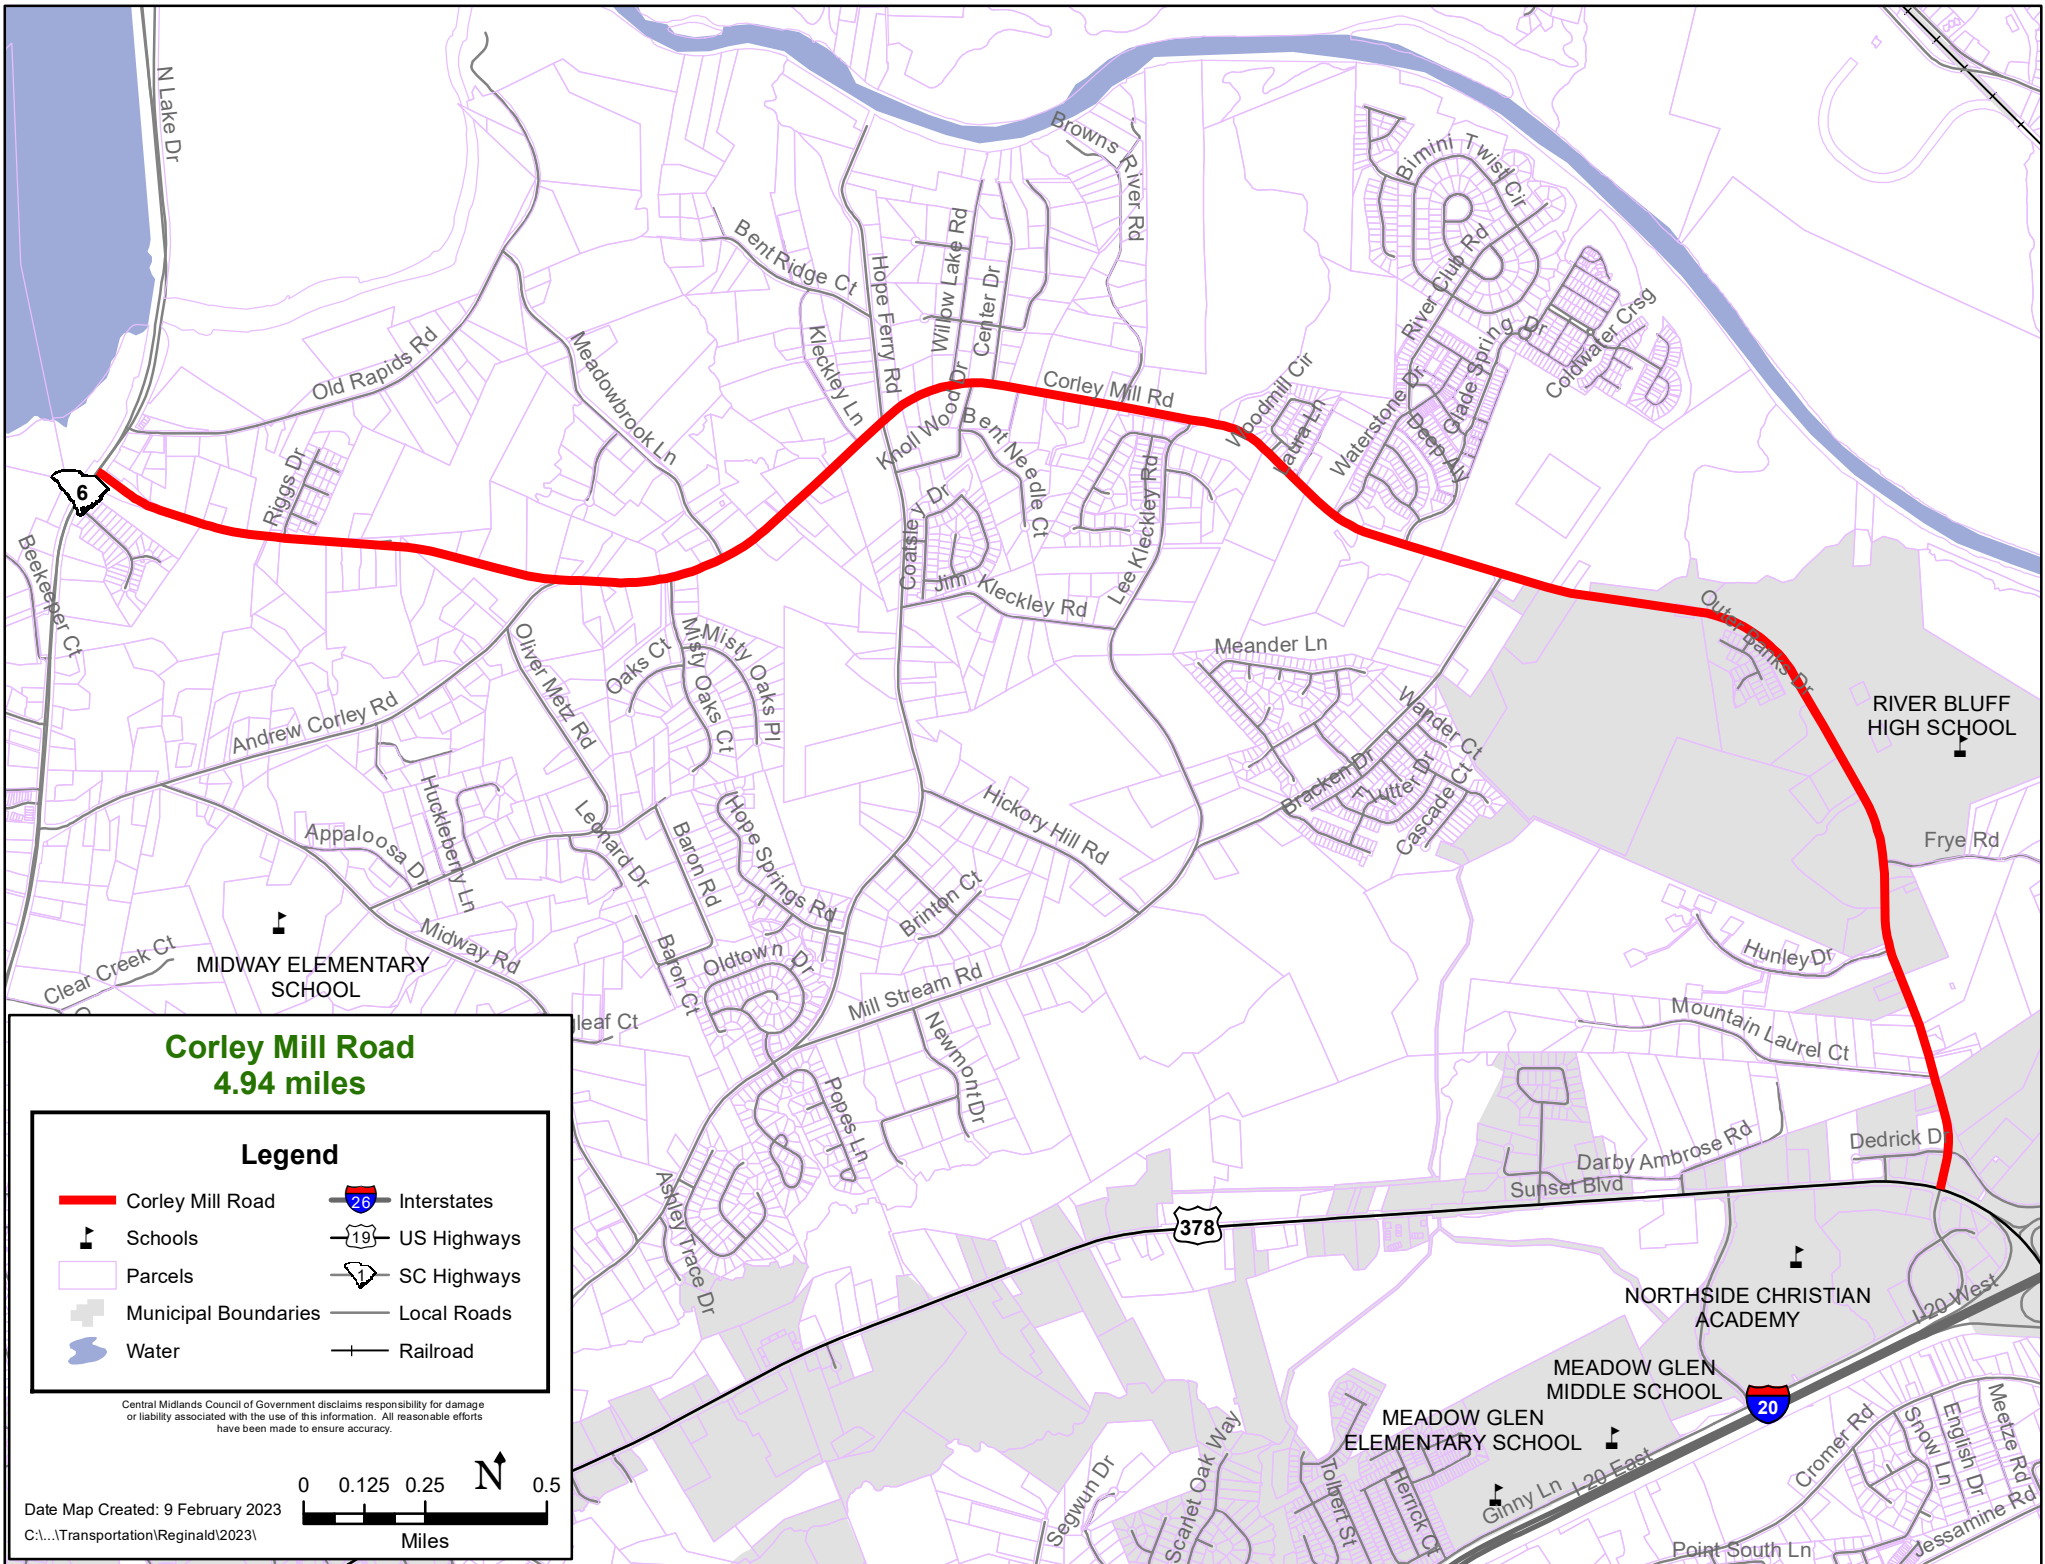 N Lake Dr
Browns River Rd
Bimini Twist Cir
Bent Ridge Ct
Hope Ferry Rd
Willow Lake Rd
Center Dr
River Club Rd
Old Rapids Rd
Meadowbrook Ln
Kleckley Ln
Glade Spring Dr
Coldwater Crsg
Corley Mill Rd
Knoll Wood Dr
Bent Needle Ct
Woodmill Cir
Laura Ln
Waterstone Dr
Deep Aly
6
Riggs Dr
Coatsley Dr
Lee Kleckley Rd
Beekeeper Ct
Jim Kleckley Rd
Outer Banks Dr
Oliver Metz Rd
Oaks Ct
Misty Oaks Ct
Misty Oaks Pl
Meander Ln
Andrew Corley Rd
Wander Ct
RIVER BLUFF
HIGH SCHOOL
Huckleberry Ln
Appaloosa Dr
Leonard Dr
Baron Rd
Hope Springs Rd
Hickory Hill Rd
Bracken Dr
Flutter Dr
Cascade Ct
Frye Rd
Brinton Ct
Midway Rd
MIDWAY ELEMENTARY
SCHOOL
Clear Creek Ct
Baron Ct
Oldtown Dr
Mill Stream Rd
Hunley Dr
Mountain Laurel Ct
gleaf Ct
Newmont Dr
Popes Ln
Ashley Trace Dr
Darby Ambrose Rd
Dedrick Dr
Sunset Blvd
378
NORTHSIDE CHRISTIAN
ACADEMY
I-20 West
MEADOW GLEN
MIDDLE SCHOOL
20
MEADOW GLEN
ELEMENTARY SCHOOL
I-20 East
Ginny Ln
Cromer Rd
Snow Ln
English Dr
Meetze Rd
Jessamine Rd
Point South Ln
Segwun Dr
Scarlet Oak Way
Tolbert St
Herrick Ct
Corley Mill Road
4.94 miles
Legend
Corley Mill Road
Schools
Parcels
Municipal Boundaries
Water
26 Interstates
19 US Highways
1 SC Highways
Local Roads
Railroad
Central Midlands Council of Government disclaims responsibility for damage
or liability associated with the use of this information. All reasonable efforts
have been made to ensure accuracy.
N
0 0.125 0.25 0.5
Miles
Date Map Created: 9 February 2023
C:\...\Transportation\Reginald\2023\